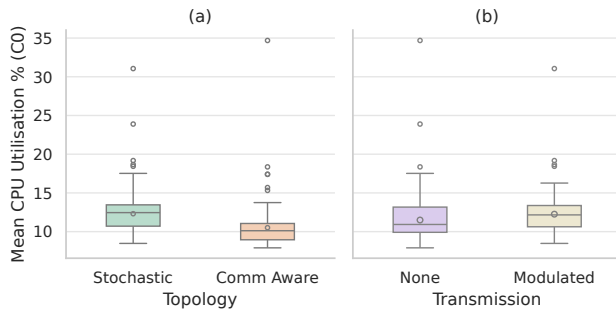 (a)
(b)
Mean CPU Utilisation % (C0)
35
30
25
20
15
10
Stochastic
Comm Aware
None
Modulated
Topology
Transmission